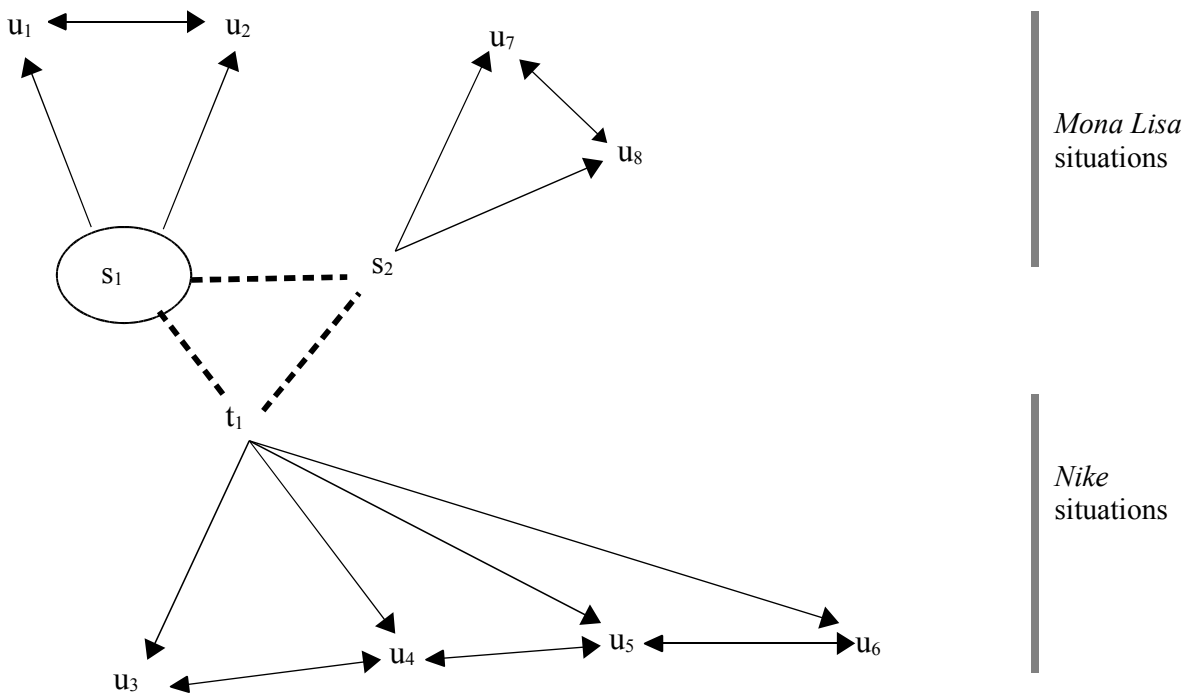 u₁ u₂
u₇
Mona Lisa
situations
u₈
s₁ s₂
t₁
Nike
situations
u₃ u₄ u₅ u₆